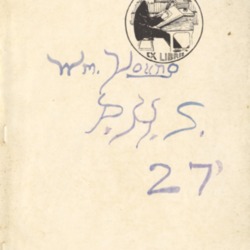 EX LIBRIS
Wm. Young
P.H.S.
27